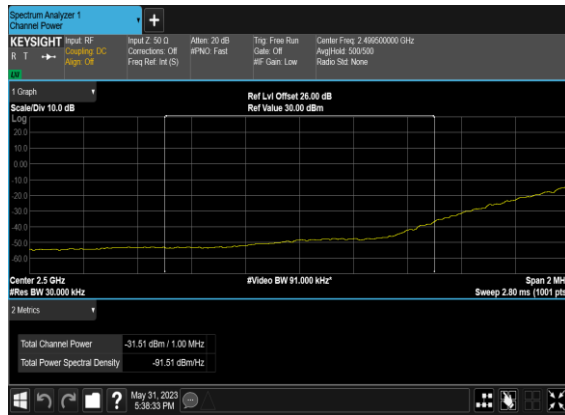 Spectrum Analyzer 1
Channel Power
+
KEYSIGHT
R T
LXI
Input: RF
Coupling: DC
Align: Off
Input Z: 50 Ω
Corrections: Off
Freq Ref: Int (S)
Atten: 20 dB
#PNO: Fast
Trig: Free Run
Gate: Off
#IF Gain: Low
Center Freq: 2.499500000 GHz
Avg|Hold: 500/500
Radio Std: None
1 Graph
Scale/Div 10.0 dB
Ref Lvl Offset 26.00 dB
Ref Value 30.00 dBm
Log
20.0
10.0
0.00
-10.0
-20.0
-30.0
-40.0
-50.0
-60.0
Center 2.5 GHz
#Res BW 30.000 kHz
#Video BW 91.000 kHz*
Span 2 MH
Sweep 2.80 ms (1001 pts
2 Metrics
Total Channel Power -31.51 dBm / 1.00 MHz
Total Power Spectral Density -91.51 dBm/Hz
?
May 31, 2023
5:38:33 PM